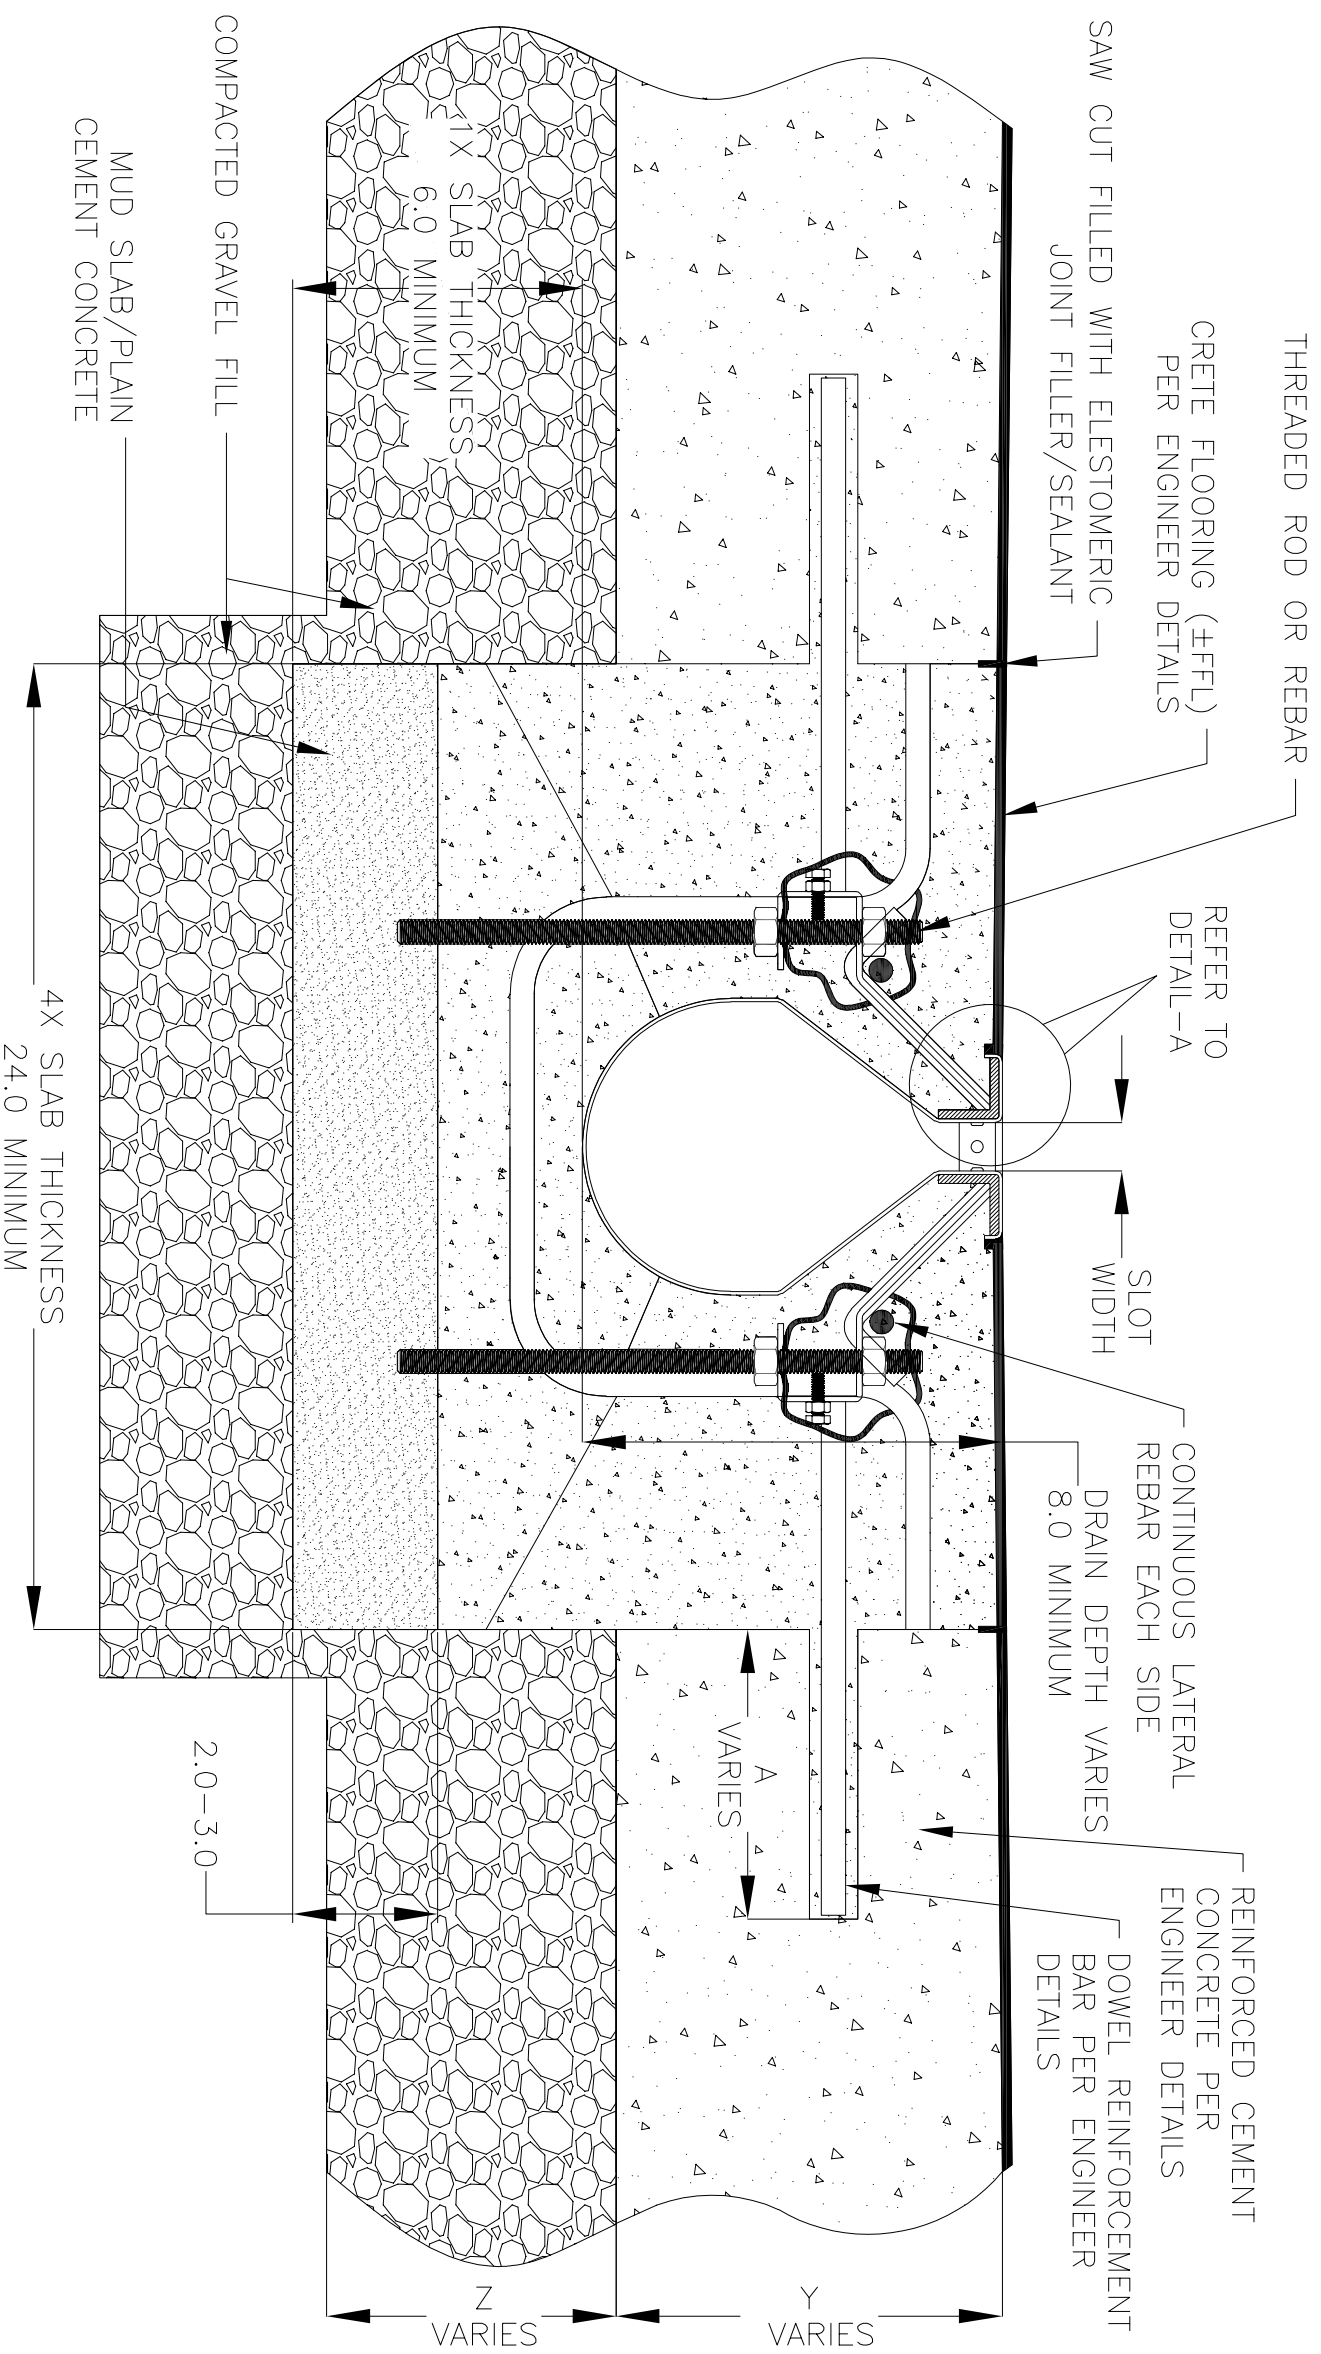 THREADED ROD OR REBAR
CRETE FLOORING (±FFL)
PER ENGINEER DETAILS
SAW CUT FILLED WITH ELESTOMERIC
JOINT FILLER/SEALANT
REFER TO
DETAIL-A
SLOT
WIDTH
CONTINUOUS LATERAL
REBAR EACH SIDE
DRAIN DEPTH VARIES
8.0 MINIMUM
REINFORCED CEMENT
CONCRETE PER
ENGINEER DETAILS
DOWEL REINFORCEMENT
BAR PER ENGINEER
DETAILS
A
VARIES
Y
VARIES
Z
VARIES
1X SLAB THICKNESS
6.0 MINIMUM
COMPACTED GRAVEL FILL
MUD SLAB/PLAIN
CEMENT CONCRETE
2.0-3.0
4X SLAB THICKNESS
24.0 MINIMUM